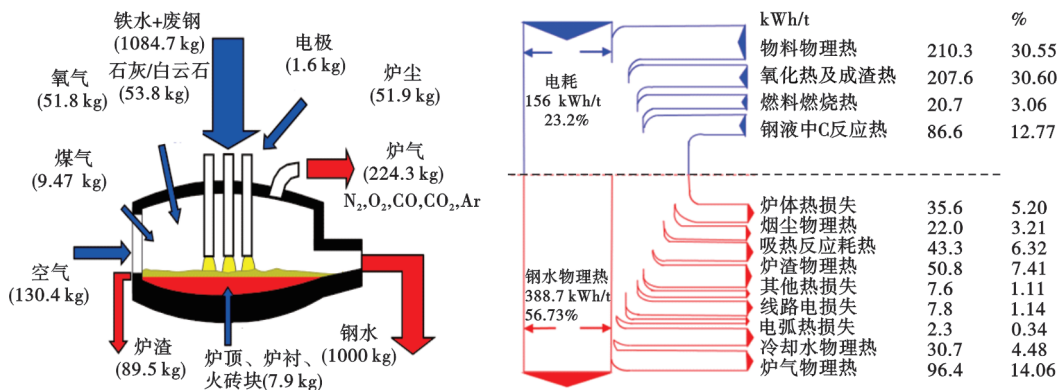 铁水+废钢
(1084.7 kg)
石灰/白云石
(53.8 kg)
电极
(1.6 kg)
氧气
(51.8 kg)
炉尘
(51.9 kg)
煤气
(9.47 kg)
炉气
(224.3 kg)
N₂,O₂,CO,CO₂,Ar
空气
(130.4 kg)
炉渣
(89.5 kg)
炉顶、炉衬、
火砖块(7.9 kg)
钢水
(1000 kg)
kWh/t %
物料物理热 210.3 30.55
氧化热及成渣热 207.6 30.60
燃料燃烧热 20.7 3.06
钢液中C反应热 86.6 12.77
电耗
156 kWh/t
23.2%
炉体热损失 35.6 5.20
烟尘物理热 22.0 3.21
吸热反应耗热 43.3 6.32
炉渣物理热 50.8 7.41
其他热损失 7.6 1.11
线路电损失 7.8 1.14
电弧热损失 2.3 0.34
冷却水物理热 30.7 4.48
炉气物理热 96.4 14.06
钢水物理热
388.7 kWh/t
56.73%